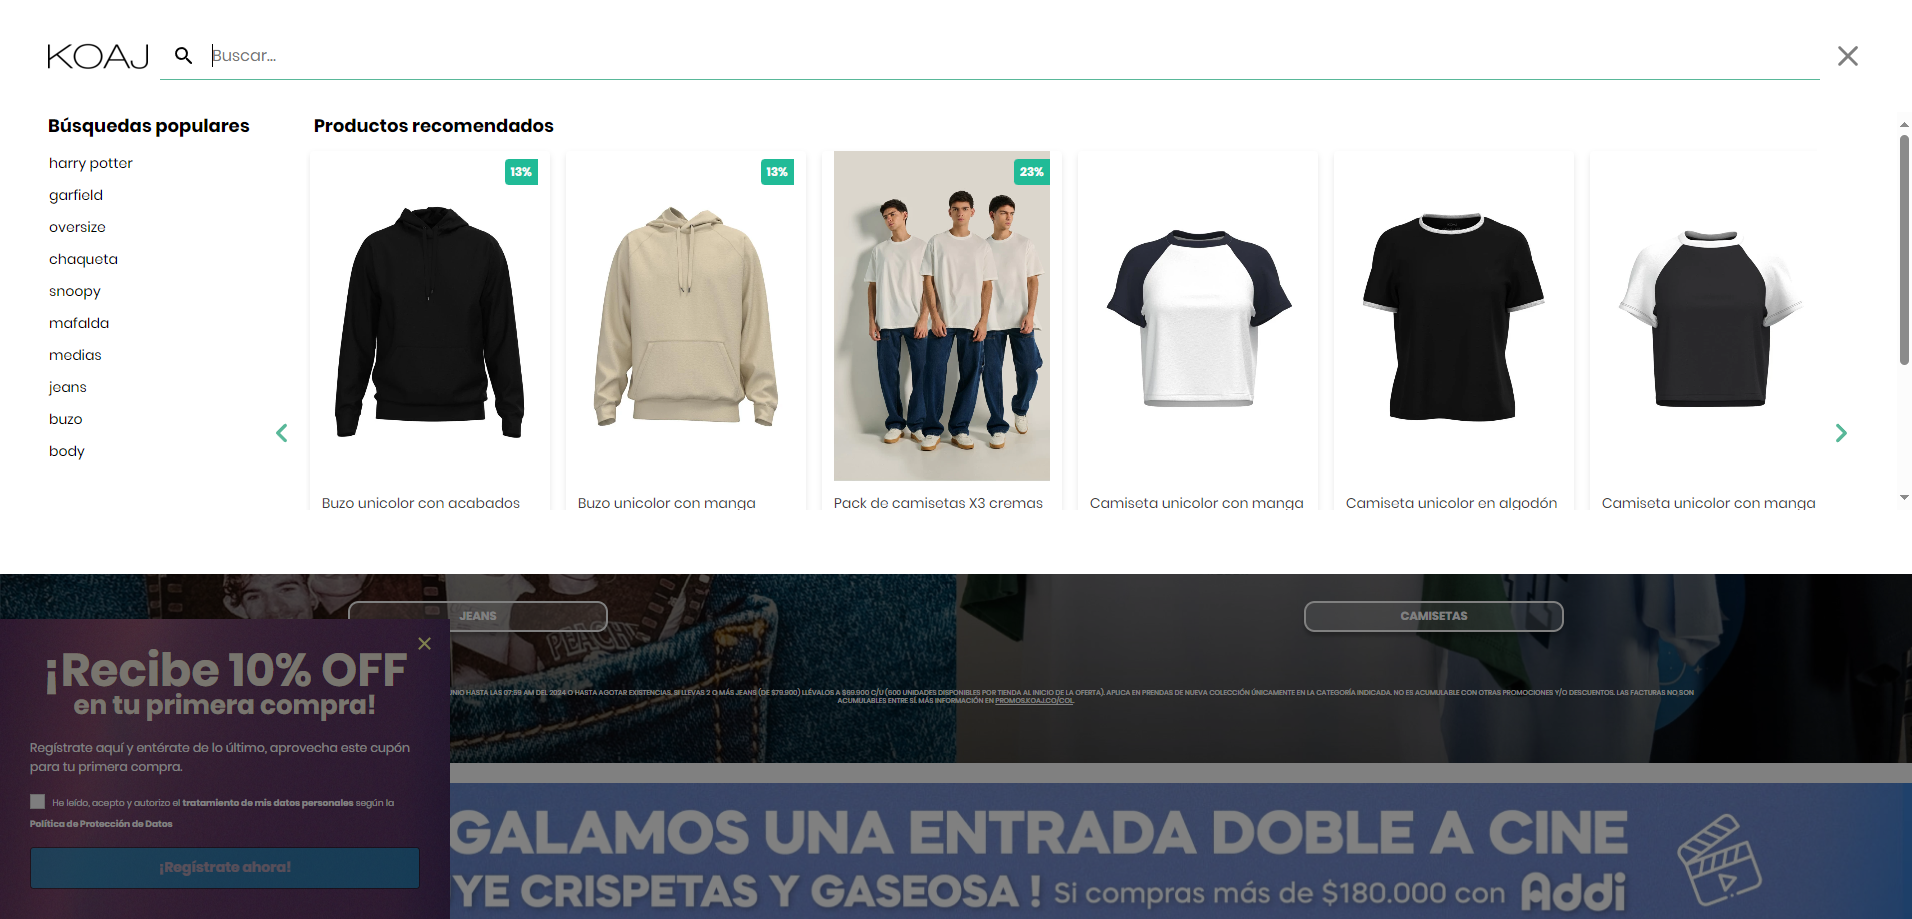 KOAJ
Buscar...
Búsquedas populares
harry potter
garfield
oversize
chaqueta
snoopy
mafalda
medias
jeans
buzo
body
Productos recomendados
13%
13%
23%
Buzo unicolor con acabados
Buzo unicolor con manga
Pack de camisetas X3 cremas
Camiseta unicolor con manga
Camiseta unicolor en algodón
Camiseta unicolor con manga
JEANS
CAMISETAS
HASTA LAS 07:59 AM DEL 2024 O HASTA AGOTAR EXISTENCIAS. SI LLEVAS 2 O MÁS JEANS (DE $79.900) LLÉVALOS A $69.900 C/U (600 UNIDADES DISPONIBLES POR TIENDA AL INICIO DE LA OFERTA). APLICA EN PRENDAS DE NUEVA COLECCIÓN ÚNICAMENTE EN LA CATEGORÍA INDICADA. NO ES ACUMULABLE CON OTRAS PROMOCIONES Y/O DESCUENTOS. LAS FACTURAS NO SON
ACUMULABLES ENTRE SÍ. MÁS INFORMACIÓN EN PROMOS.KOAJ.CO/COL.
¡Recibe 10% OFF
en tu primera compra!
Regístrate aquí y entérate de lo último, aprovecha este cupón
para tu primera compra.
He leído, acepto y autorizo el tratamiento de mis datos personales según la
Política de Protección de Datos
¡Regístrate ahora!
GALAMOS UNA ENTRADA DOBLE A CINE
YE CRISPETAS Y GASEOSA ! Si compras más de $180.000 con Addi